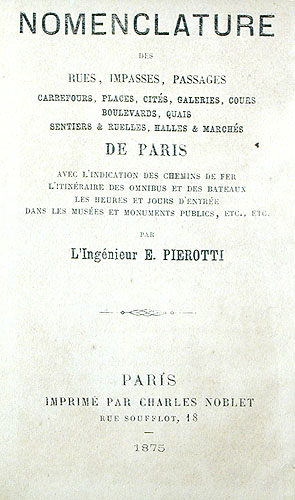 NOMENCLATURE
DES
RUES, IMPASSES, PASSAGES
CARREFOURS, PLACES, CITÉS, GALERIES, COURS
BOULEVARDS, QUAIS
SENTIERS & RUELLES, HALLES & MARCHÉS
DE PARIS
AVEC L'INDICATION DES CHEMINS DE FER
L'ITINÉRAIRE DES OMNIBUS ET DES BATEAUX
LES HEURES ET JOURS D'ENTRÉE
DANS LES MUSÉES ET MONUMENTS PUBLICS, ETC., ETC.
PAR
L'Ingénieur E. PIEROTTI
PARIS
IMPRIMÉ PAR CHARLES NOBLET
RUE SOUFFLOT, 18
1875